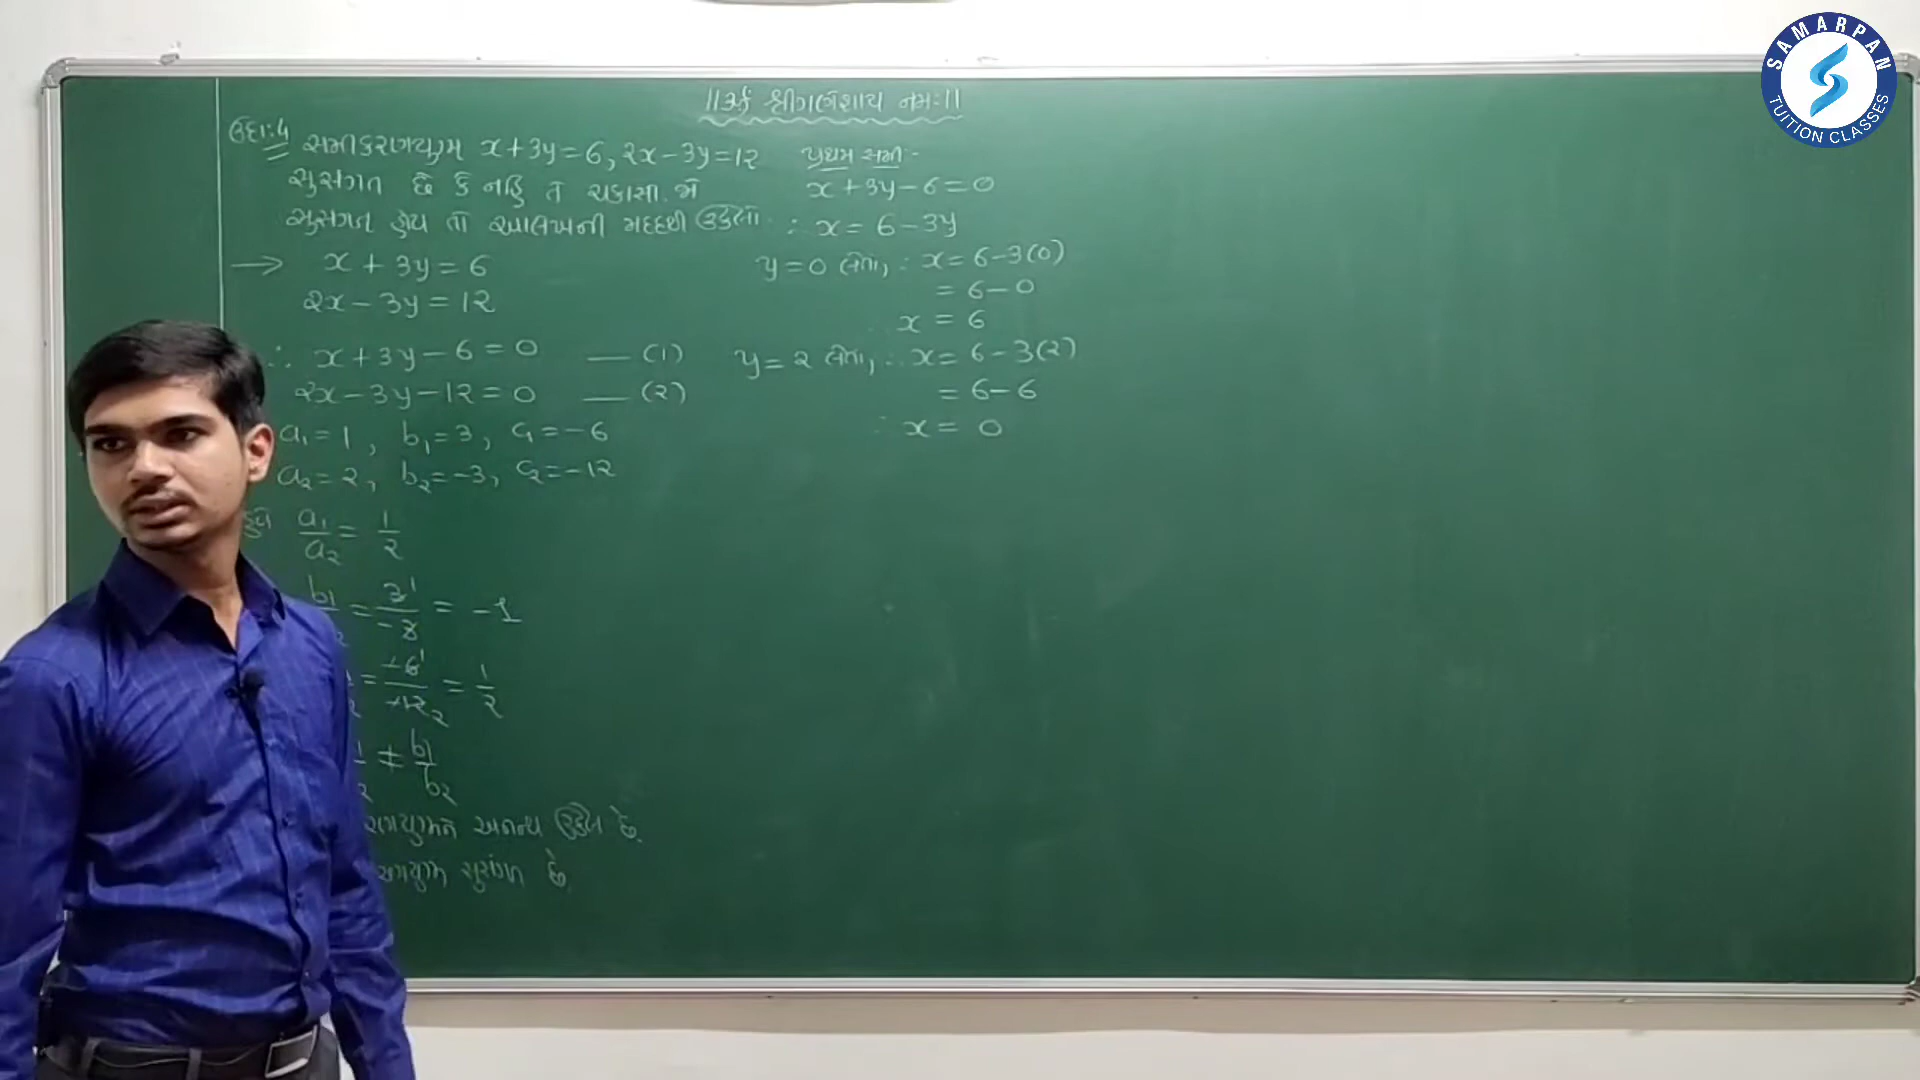 ॥ૐ શ્રી ગણેશાય નમઃ॥
ઉદા:૫ સમીકરણયુગ્મ x+3y=6, 2x-3y=12
સુસંગત છે કે નહિ તે ચકાસો. જો
સુસંગત હોય તો આલેખની મદદથી ઉકેલો.
→ x + 3y = 6
2x - 3y = 12
∴ x + 3y - 6 = 0 — (1)
2x - 3y - 12 = 0 — (2)
a₁ = 1, b₁ = 3, c₁ = -6
a₂ = 2, b₂ = -3, c₂ = -12
હવે a₁/a₂ = 1/2
b₁ = 3/-3 = -1
= -6/-12 = 1/2
≠ b₁/b₂
અનન્ય ઉકેલ છે.
સુસંગત છે.
પ્રથમ સમી:-
x + 3y - 6 = 0
∴ x = 6 - 3y
y = 0 લેતાં, ∴ x = 6 - 3(0)
= 6 - 0
x = 6
y = 2 લેતાં, ∴ x = 6 - 3(2)
= 6 - 6
∴ x = 0
SAMARPAN
TUITION CLASSES